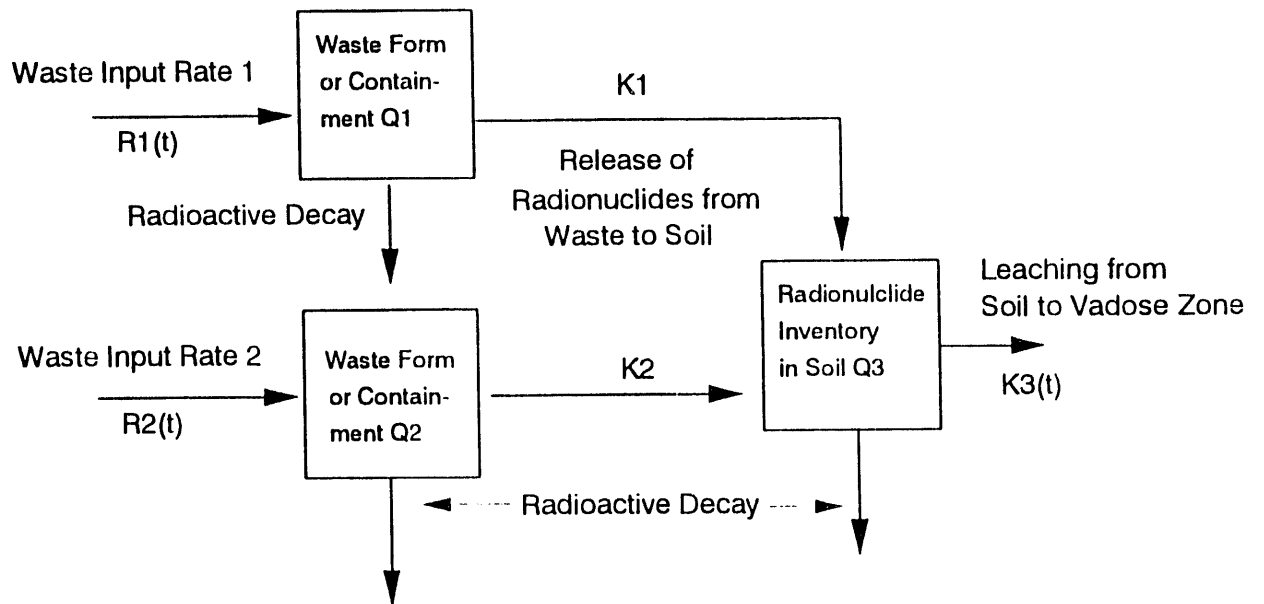 Waste Form
or Contain-
ment Q1
Waste Input Rate 1
R1(t)
K1
Release of
Radionuclides from
Waste to Soil
Radioactive Decay
Radionulclide
Inventory
in Soil Q3
Leaching from
Soil to Vadose Zone
K3(t)
Waste Form
or Contain-
ment Q2
Waste Input Rate 2
R2(t)
K2
Radioactive Decay